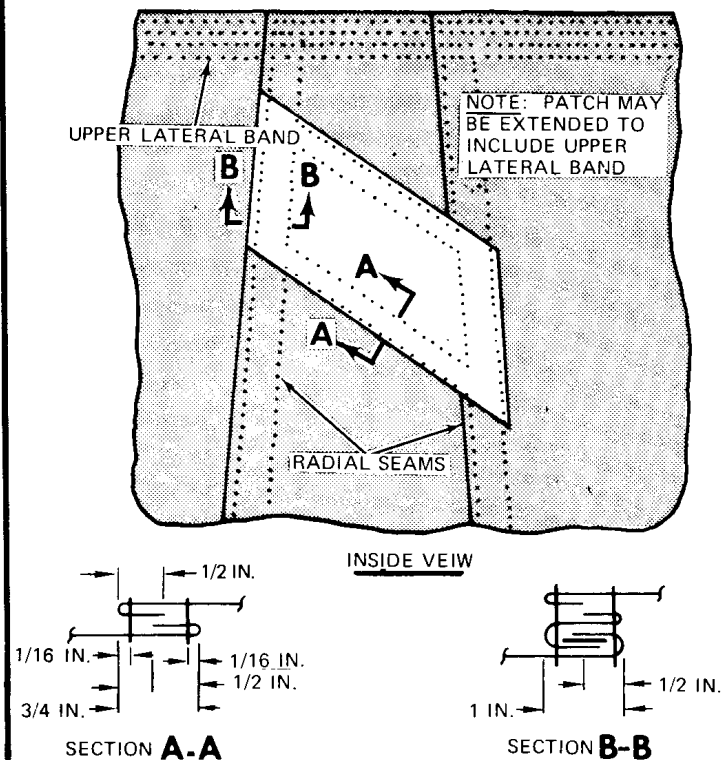 UPPER LATERAL BAND
NOTE: PATCH MAY
BE EXTENDED TO
INCLUDE UPPER
LATERAL BAND
B
B
A
A
RADIAL SEAMS
INSIDE VEIW
1/2 IN.
1/16 IN.
1/16 IN.
1/2 IN.
3/4 IN.
SECTION A-A
1/2 IN.
1 IN.
SECTION B-B